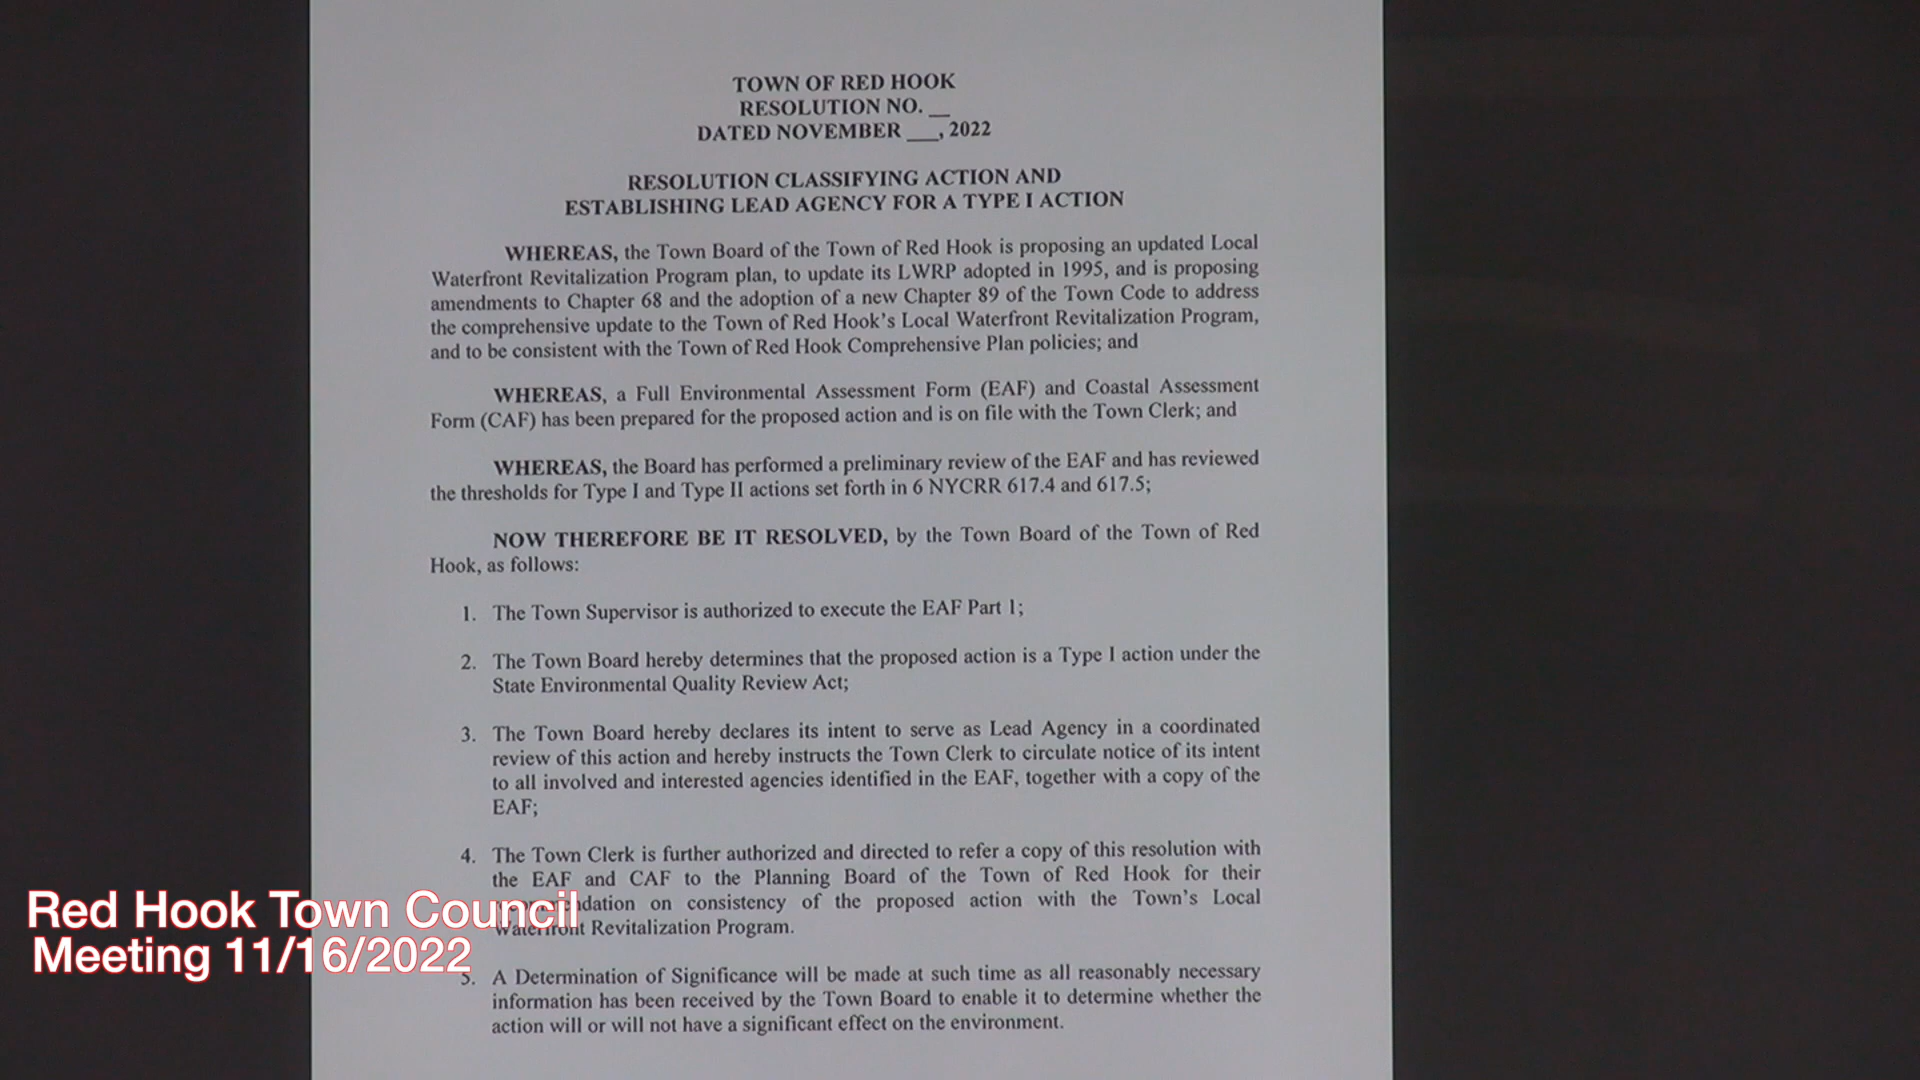 TOWN OF RED HOOK
RESOLUTION NO. __
DATED NOVEMBER ___, 2022
RESOLUTION CLASSIFYING ACTION AND
ESTABLISHING LEAD AGENCY FOR A TYPE I ACTION
WHEREAS, the Town Board of the Town of Red Hook is proposing an updated Local
Waterfront Revitalization Program plan, to update its LWRP adopted in 1995, and is proposing
amendments to Chapter 68 and the adoption of a new Chapter 89 of the Town Code to address
the comprehensive update to the Town of Red Hook's Local Waterfront Revitalization Program,
and to be consistent with the Town of Red Hook Comprehensive Plan policies; and
WHEREAS, a Full Environmental Assessment Form (EAF) and Coastal Assessment
Form (CAF) has been prepared for the proposed action and is on file with the Town Clerk; and
WHEREAS, the Board has performed a preliminary review of the EAF and has reviewed
the thresholds for Type I and Type II actions set forth in 6 NYCRR 617.4 and 617.5;
NOW THEREFORE BE IT RESOLVED, by the Town Board of the Town of Red
Hook, as follows:
1. The Town Supervisor is authorized to execute the EAF Part 1;
2. The Town Board hereby determines that the proposed action is a Type I action under the
State Environmental Quality Review Act;
3. The Town Board hereby declares its intent to serve as Lead Agency in a coordinated
review of this action and hereby instructs the Town Clerk to circulate notice of its intent
to all involved and interested agencies identified in the EAF, together with a copy of the
EAF;
4. The Town Clerk is further authorized and directed to refer a copy of this resolution with
the EAF and CAF to the Planning Board of the Town of Red Hook for their
recommendation on consistency of the proposed action with the Town's Local
Waterfront Revitalization Program.
5. A Determination of Significance will be made at such time as all reasonably necessary
information has been received by the Town Board to enable it to determine whether the
action will or will not have a significant effect on the environment.
Red Hook Town Council
Meeting 11/16/2022